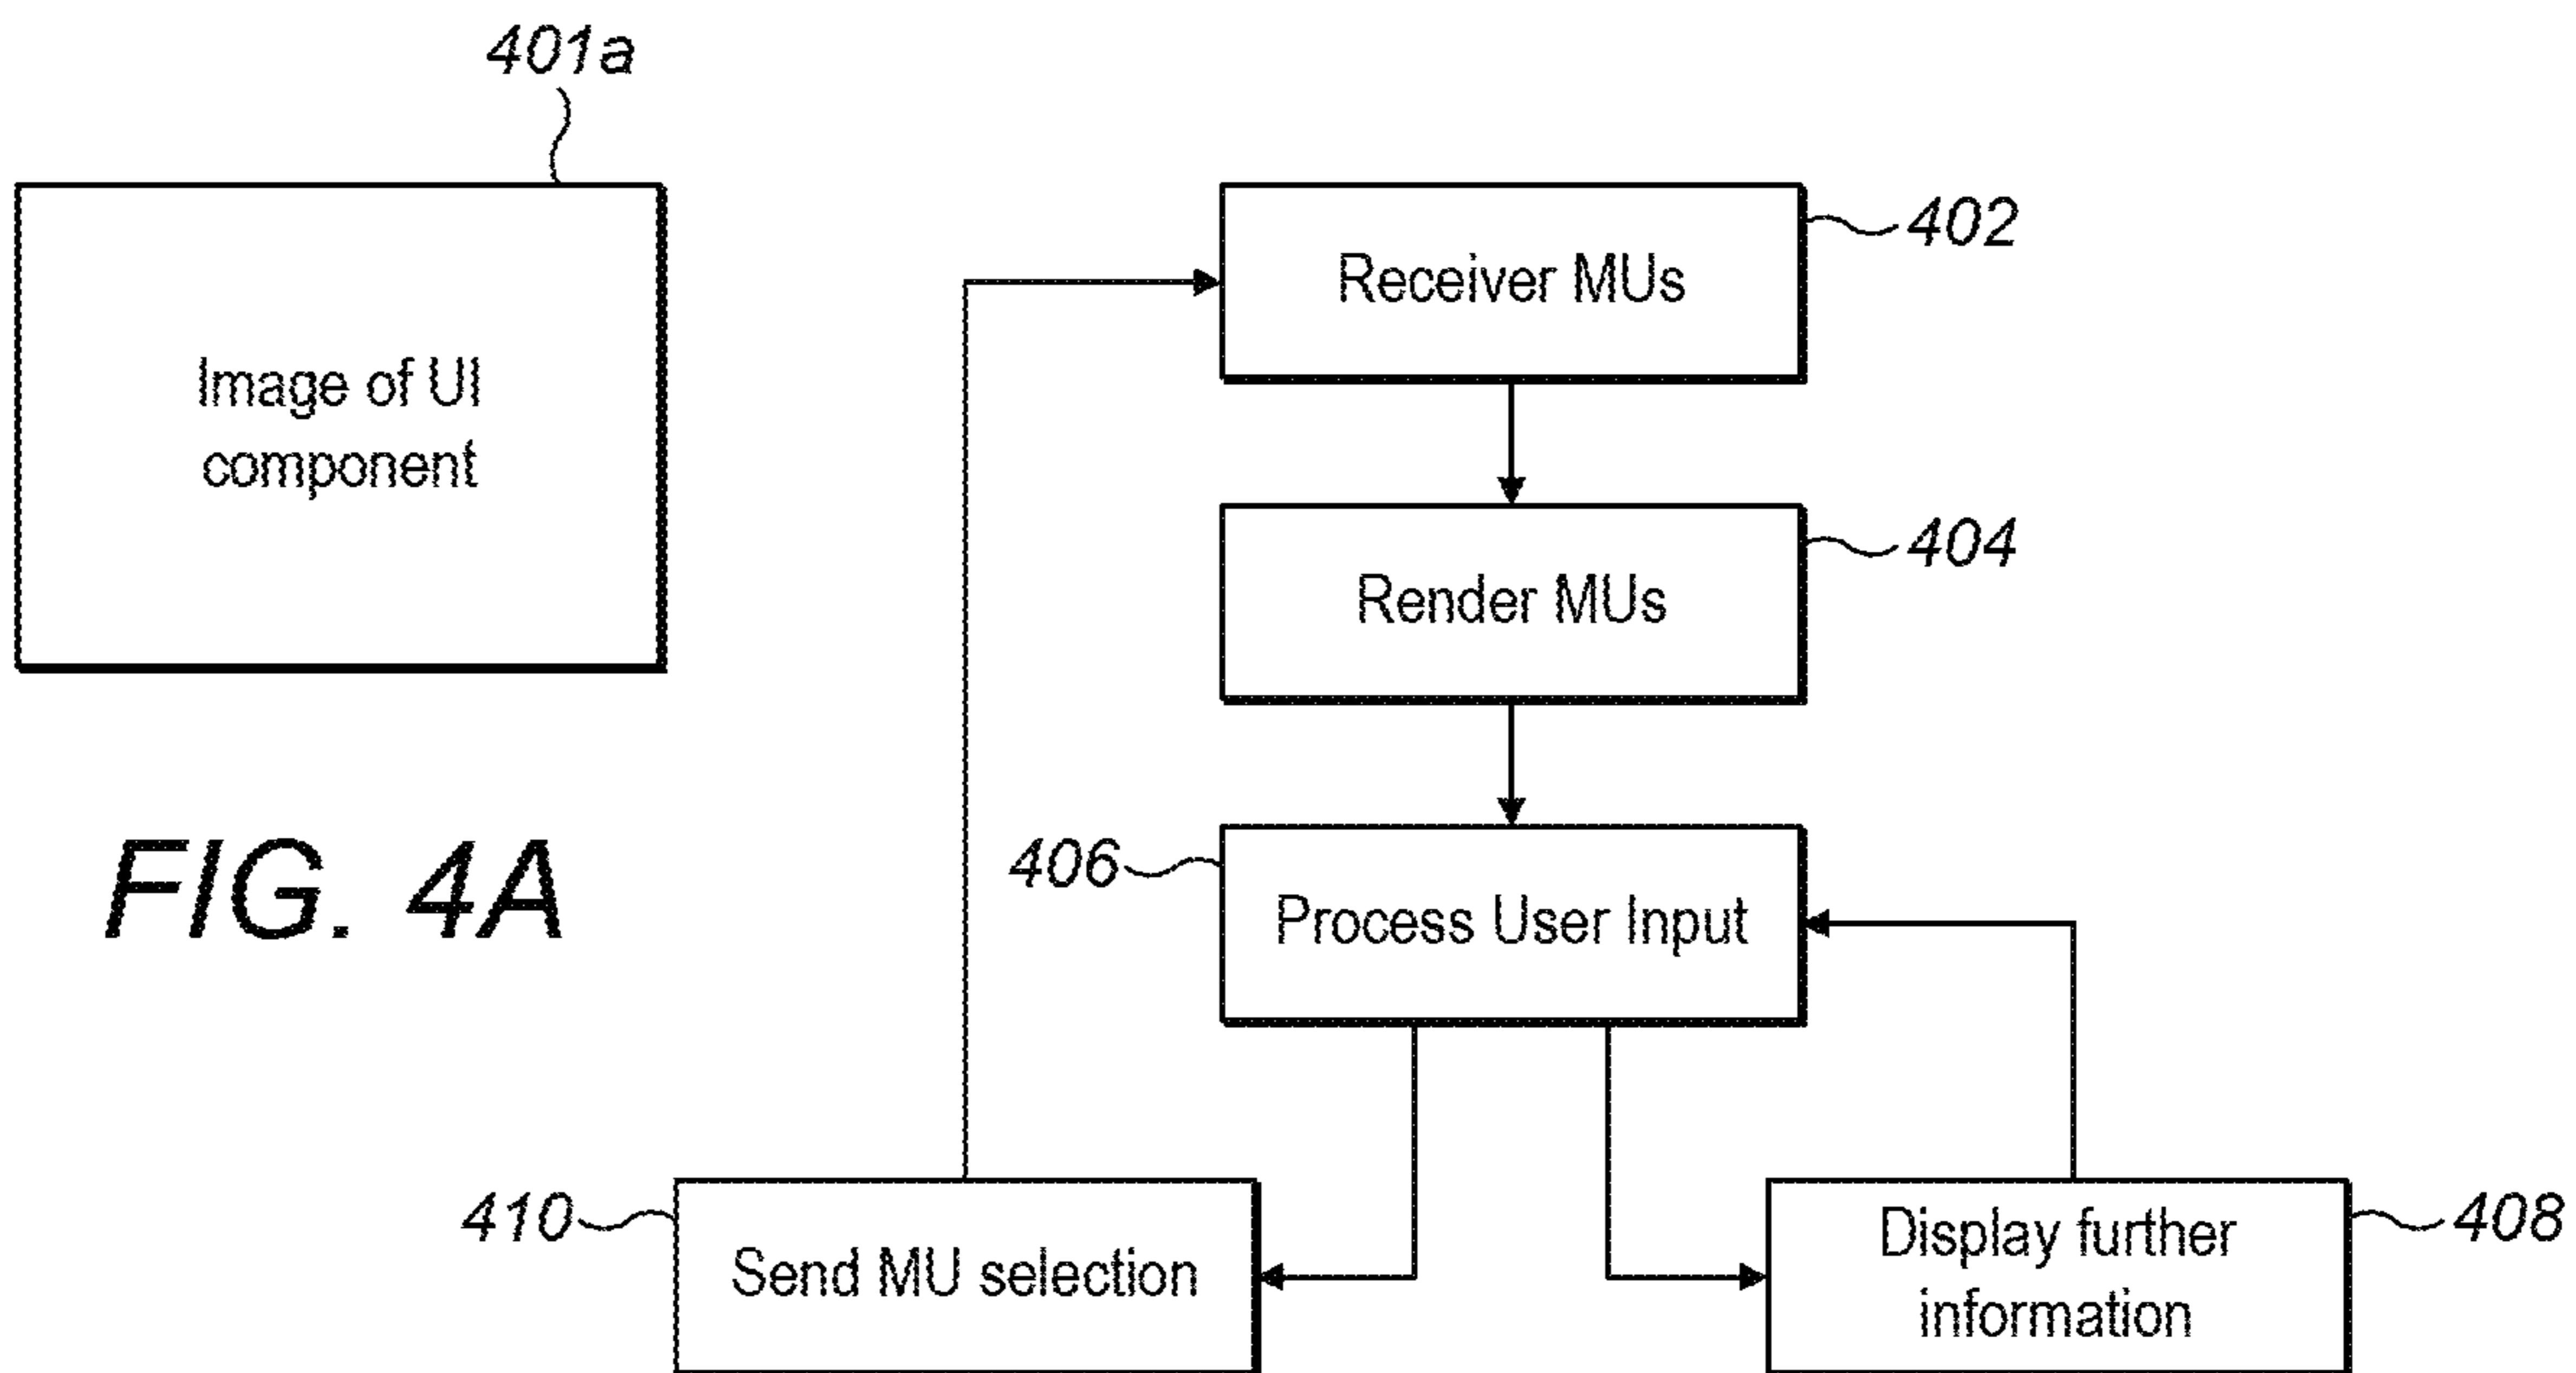 401a
Image of UI
component
FIG. 4A
402
Receiver MUs
404
Render MUs
406
Process User Input
410
Send MU selection
408
Display further
information